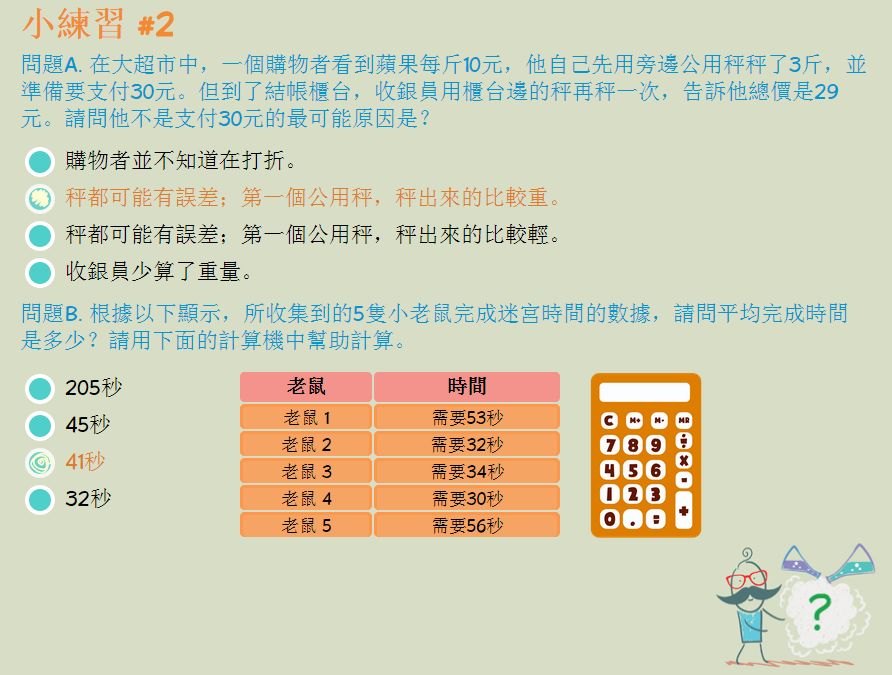 小練習 #2
問題A. 在大超市中，一個購物者看到蘋果每斤10元，他自己先用旁邊公用秤秤了3斤，並
準備要支付30元。但到了結帳櫃台，收銀員用櫃台邊的秤再秤一次，告訴他總價是29
元。請問他不是支付30元的最可能原因是？
購物者並不知道在打折。
秤都可能有誤差；第一個公用秤，秤出來的比較重。
秤都可能有誤差；第一個公用秤，秤出來的比較輕。
收銀員少算了重量。
問題B. 根據以下顯示，所收集到的5隻小老鼠完成迷宮時間的數據，請問平均完成時間
是多少？請用下面的計算機中幫助計算。
205秒
45秒
41秒
32秒
老鼠 時間
老鼠 1 需要53秒
老鼠 2 需要32秒
老鼠 3 需要34秒
老鼠 4 需要30秒
老鼠 5 需要56秒
C M+ M- MR
7 8 9 ÷
4 5 6 X
1 2 3 -
0 . = +
?